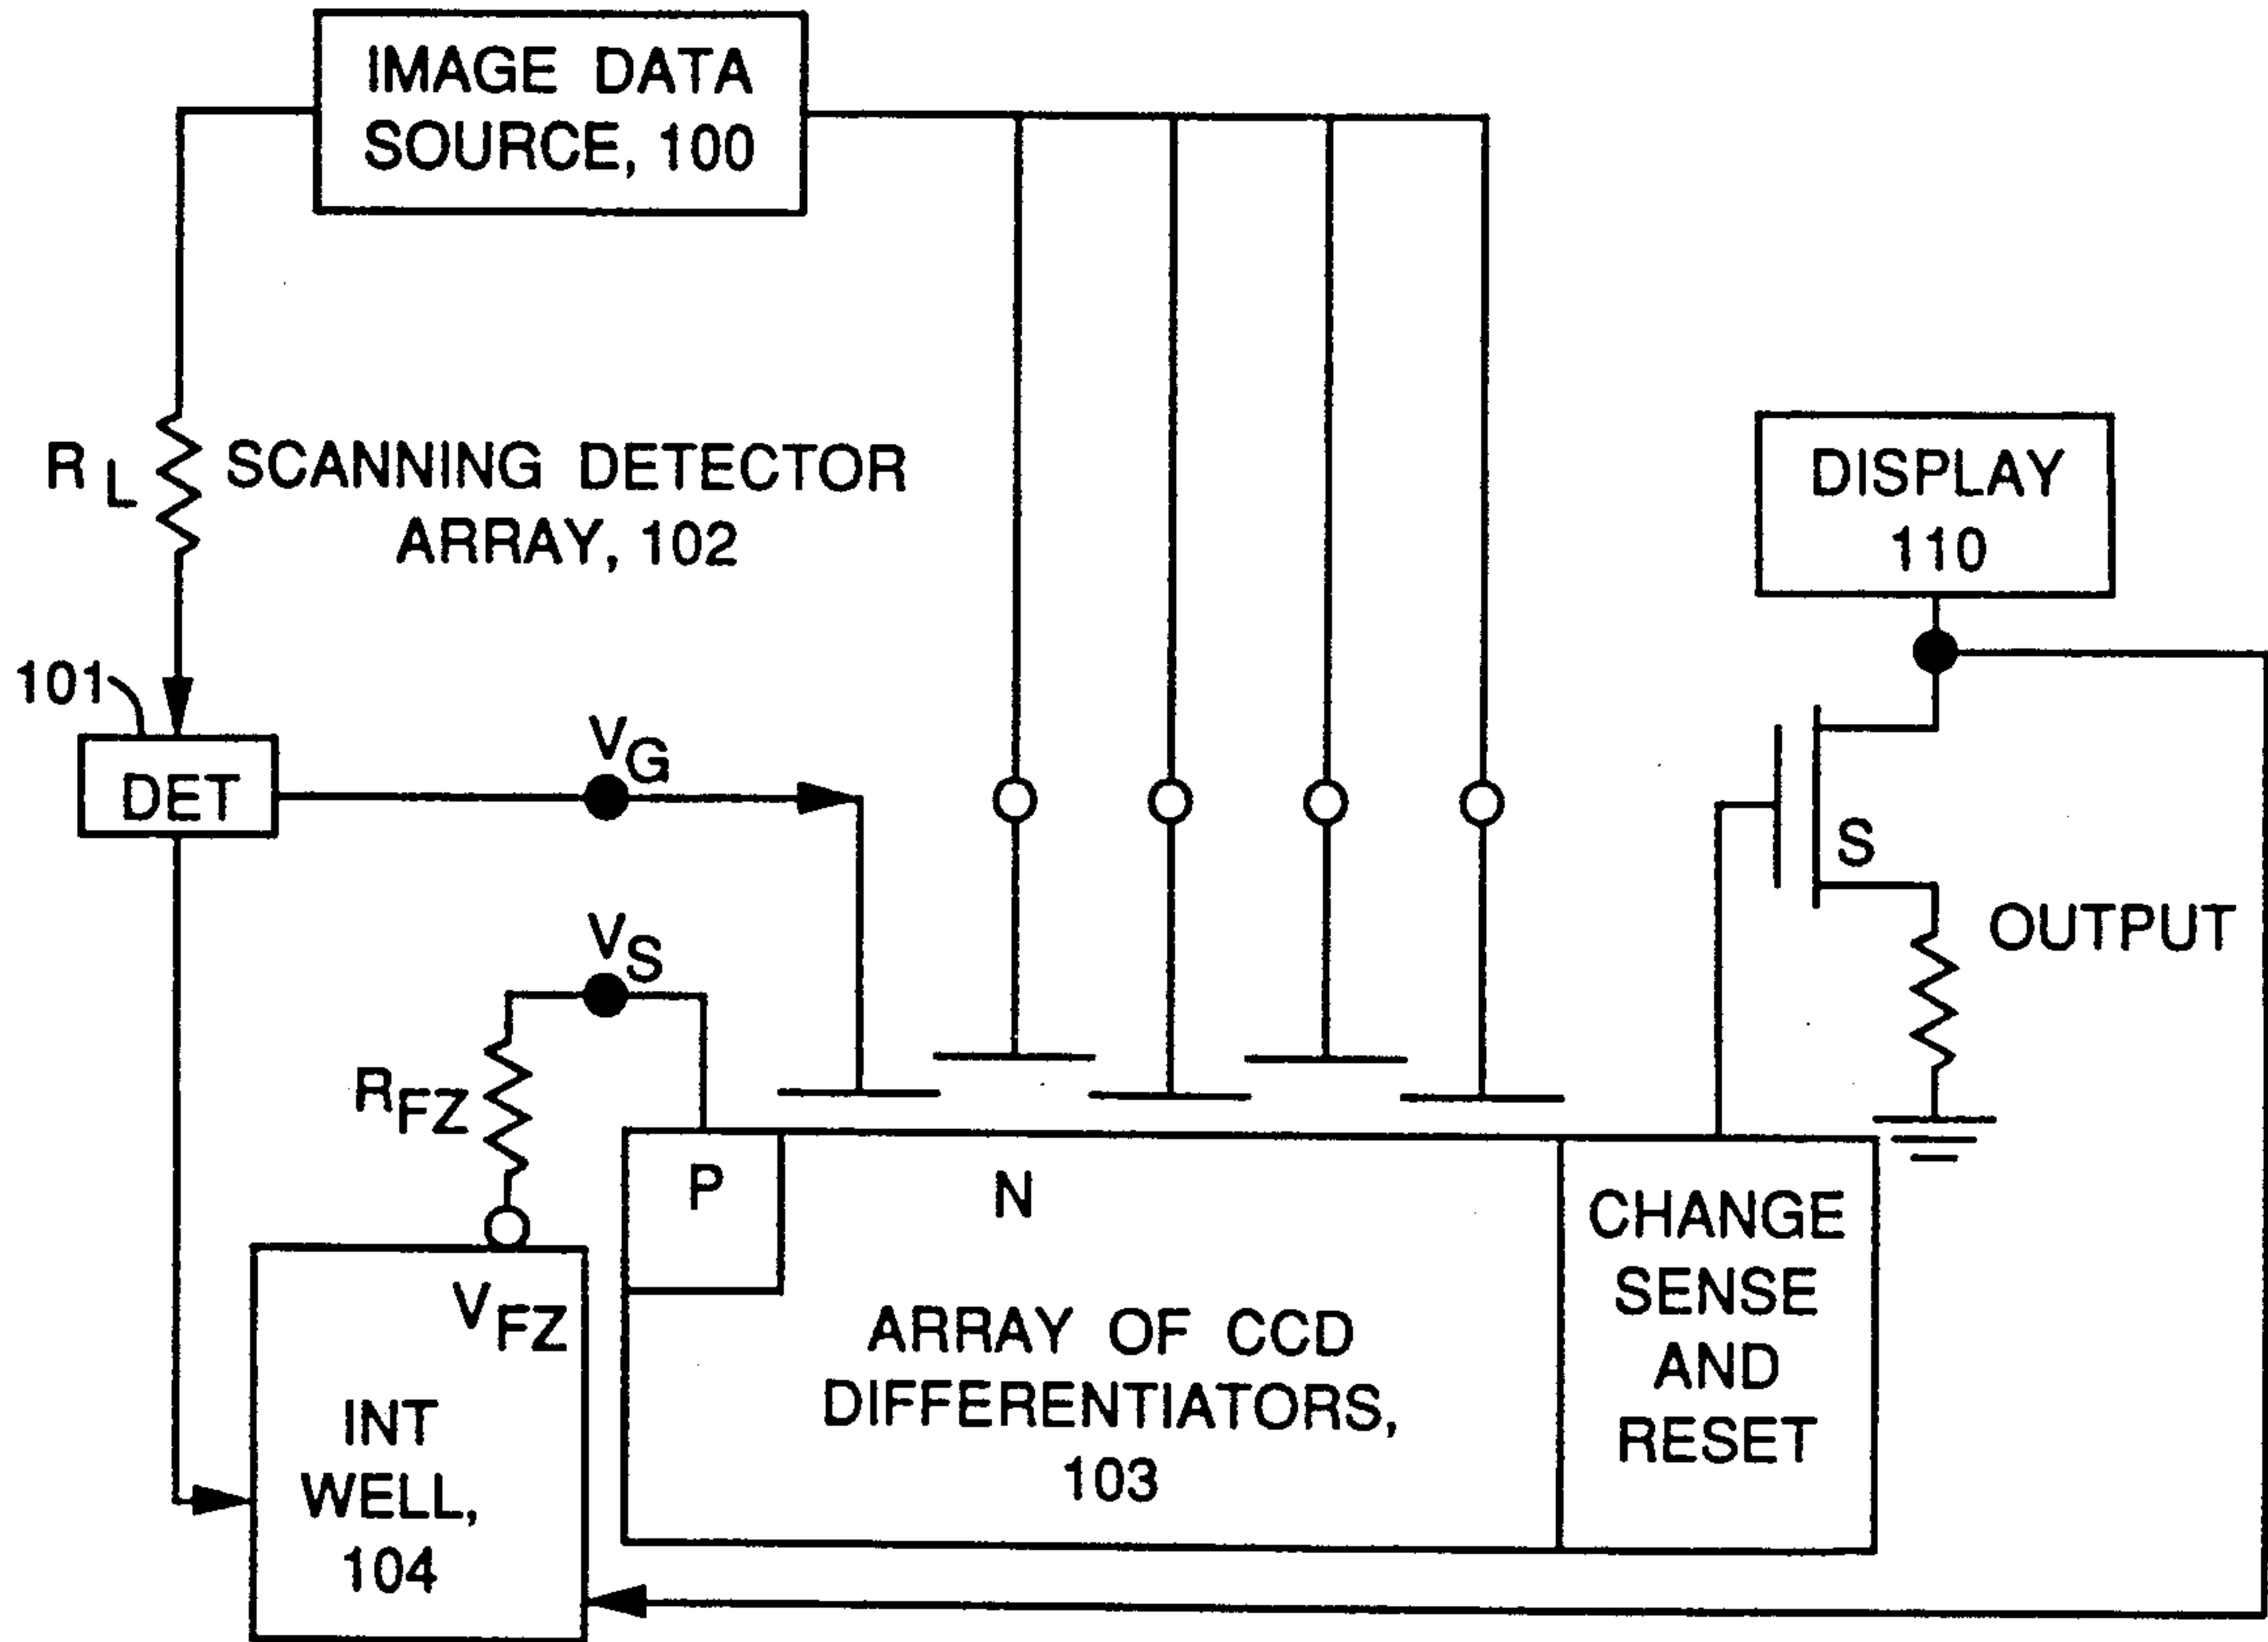 IMAGE DATA
SOURCE, 100
R L
SCANNING DETECTOR
ARRAY, 102
DISPLAY
110
101
DET
VG
S
OUTPUT
VS
RFZ
P
N
CHANGE
SENSE
AND
RESET
VFZ
ARRAY OF CCD
DIFFERENTIATORS,
103
INT
WELL,
104